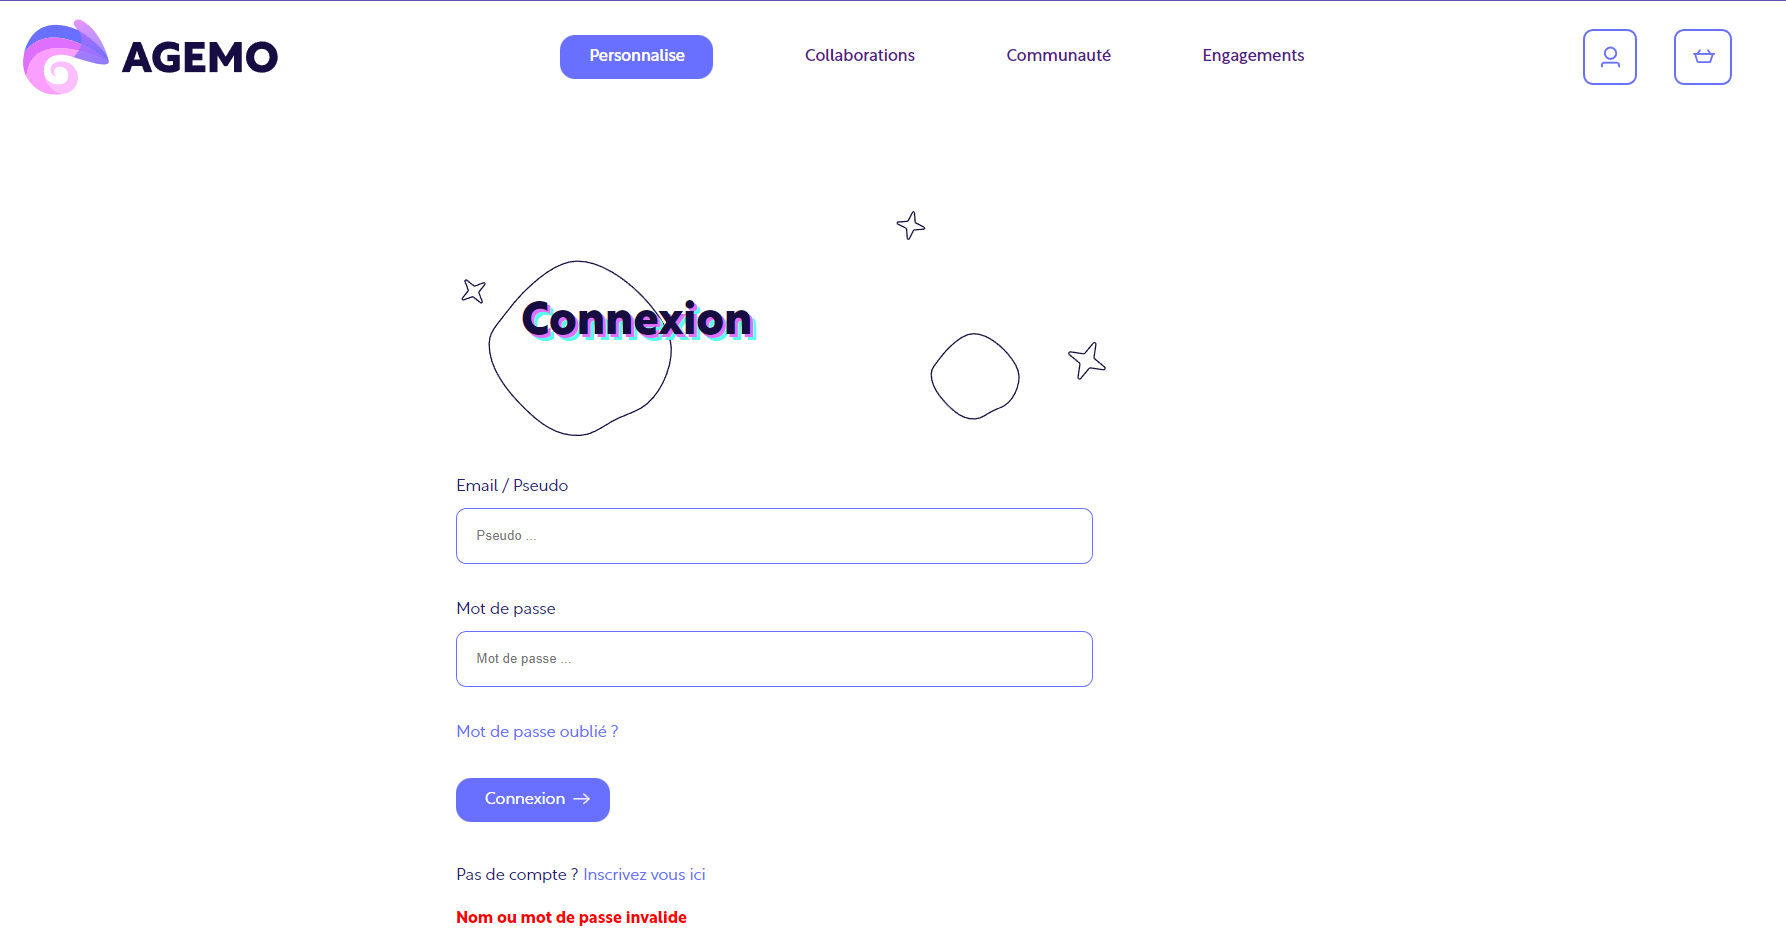 AGEMO
Personnalise
Collaborations
Communauté
Engagements
Connexion
Email / Pseudo
Pseudo ...
Mot de passe
Mot de passe ...
Mot de passe oublié ?
Connexion →
Pas de compte ? Inscrivez vous ici
Nom ou mot de passe invalide